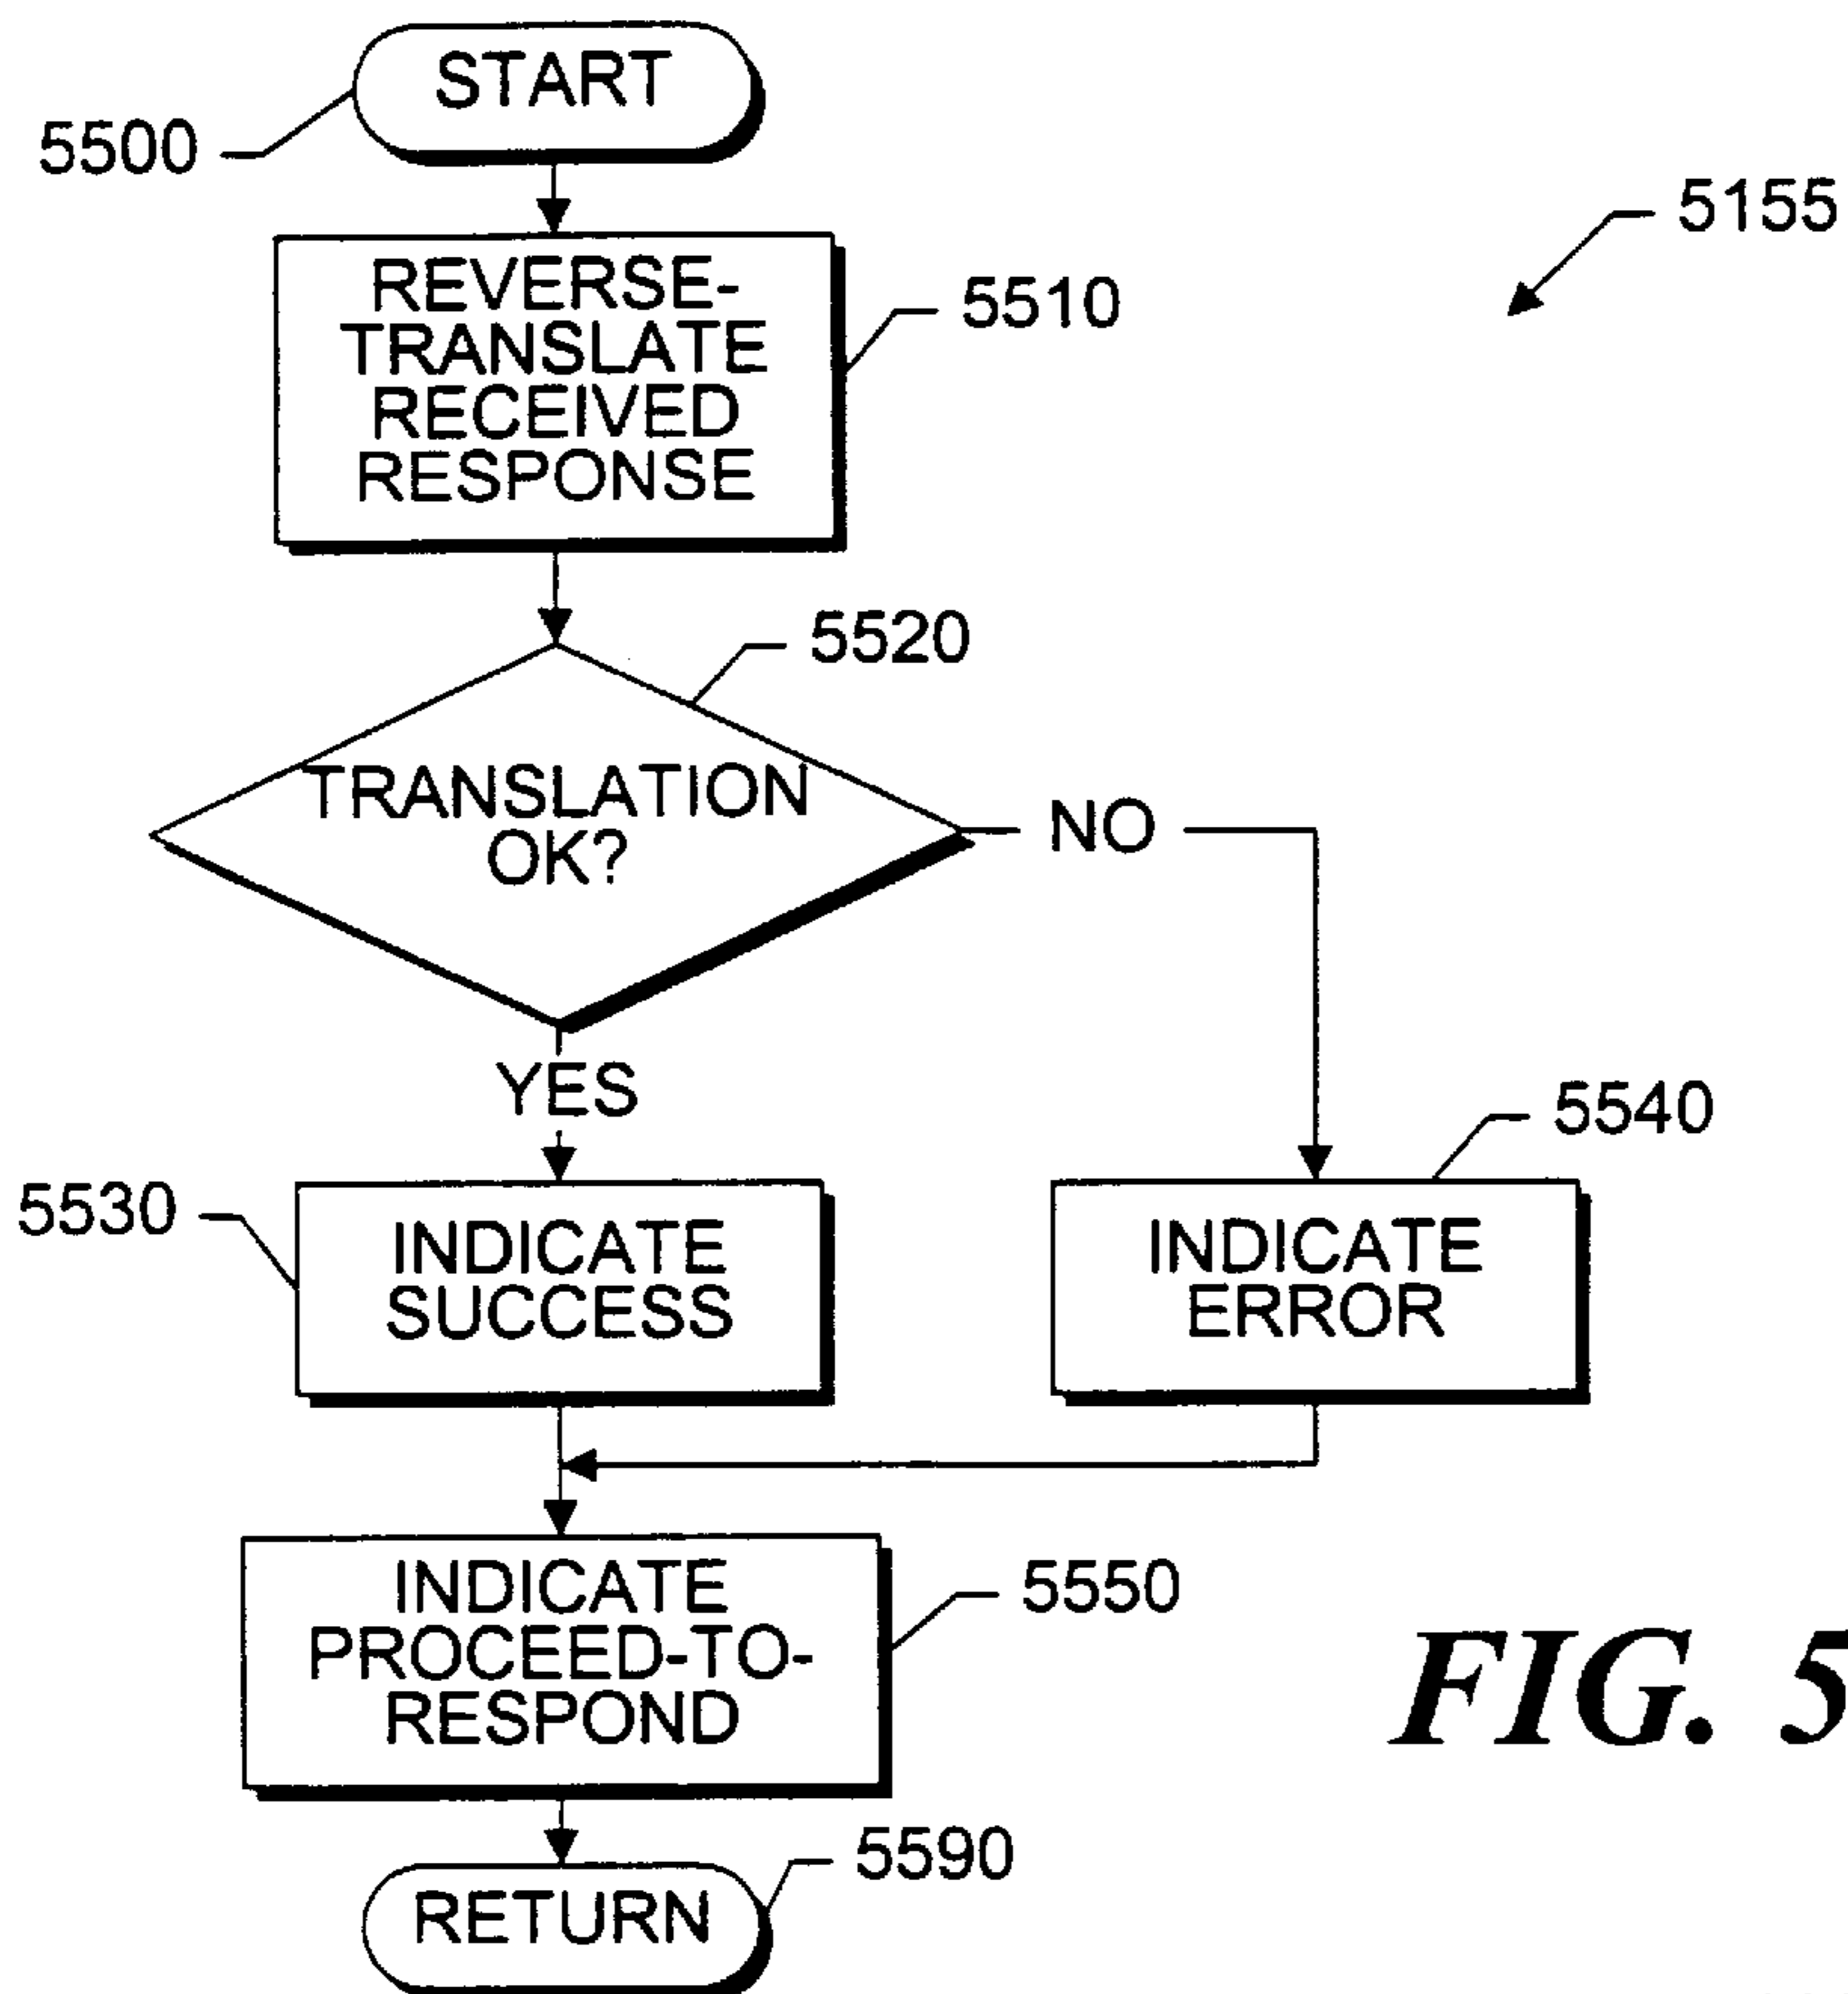 START
5500
5155
REVERSE-
TRANSLATE
RECEIVED
RESPONSE
5510
5520
TRANSLATION
OK?
NO
YES
5540
5530
INDICATE
SUCCESS
INDICATE
ERROR
INDICATE
PROCEED-TO-
RESPOND
5550
FIG. 5
5590
RETURN